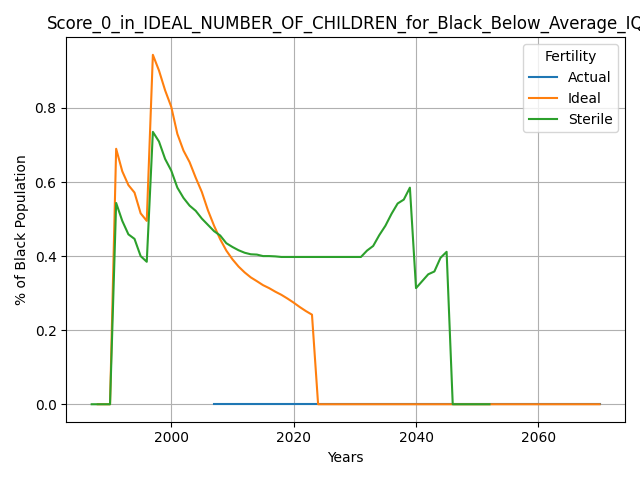 Score_0_in_IDEAL_NUMBER_OF_CHILDREN_for_Black_Below_Average_IQ
Fertility
Actual
Ideal
Sterile
% of Black Population
0.8
0.6
0.4
0.2
0.0
2000
2020
2040
2060
Years